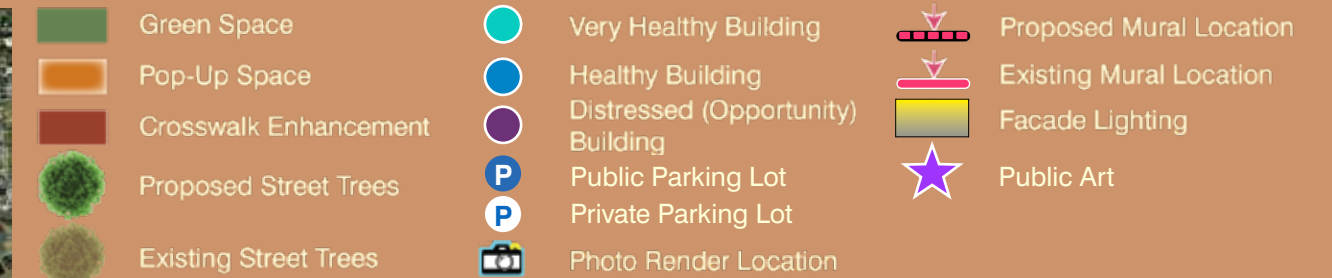 Green Space
Pop-Up Space
Crosswalk Enhancement
Proposed Street Trees
Existing Street Trees
Very Healthy Building
Healthy Building
Distressed (Opportunity)
Building
P Public Parking Lot
P Private Parking Lot
Photo Render Location
Proposed Mural Location
Existing Mural Location
Facade Lighting
Public Art